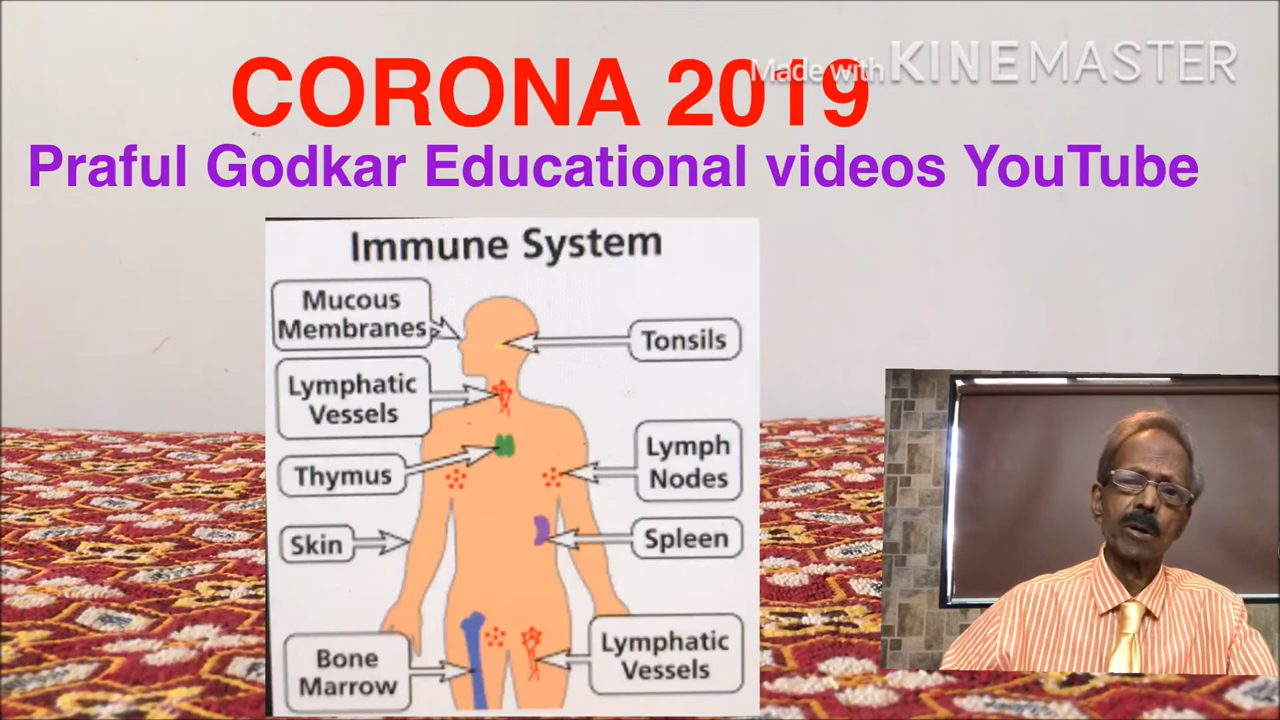 CORONA 2019
Made with KINEMASTER
Praful Godkar Educational videos YouTube
Immune System
Mucous
Membranes
Tonsils
Lymphatic
Vessels
Thymus
Lymph
Nodes
Skin
Spleen
Bone
Marrow
Lymphatic
Vessels